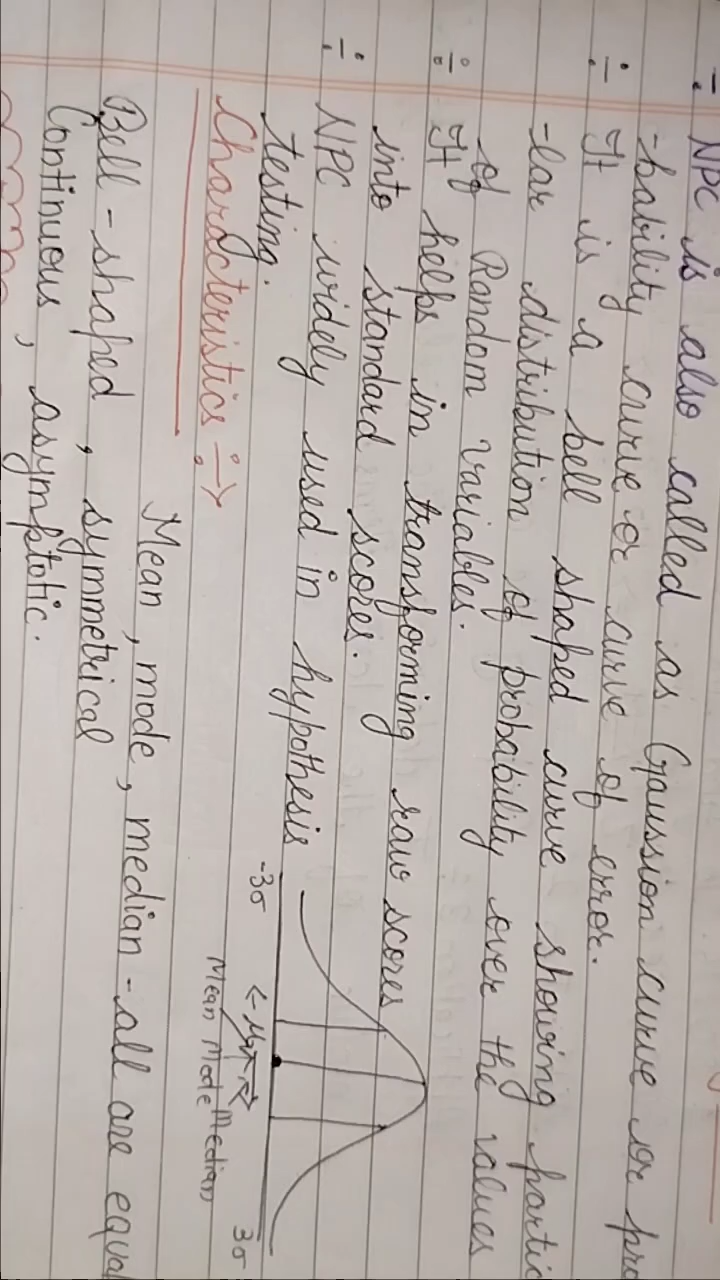 NPC is also called as Gaussion curve or pro
-bability curve or curve of error.
It is a bell shaped curve showing partic
-lar distribution of probability over the values
of Random variables.
It helps in transforming raw scores
into standard scores.
NPC widely used in hypothesis
testing.
-3σ
3σ
Mean Mode Median
Characteristics :->
Mean, mode, median - all are equal
Bell-shaped, symmetrical
Continuous, asymptotic.